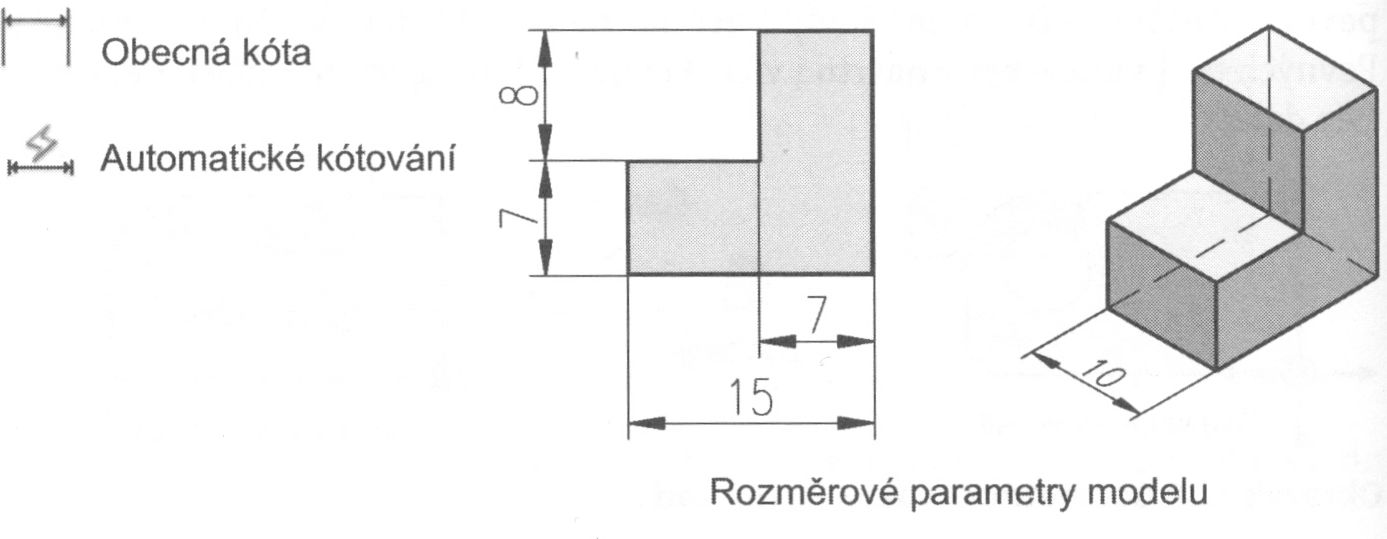 Obecná kóta
Automatické kótování
8
7
7
15
10
Rozměrové parametry modelu